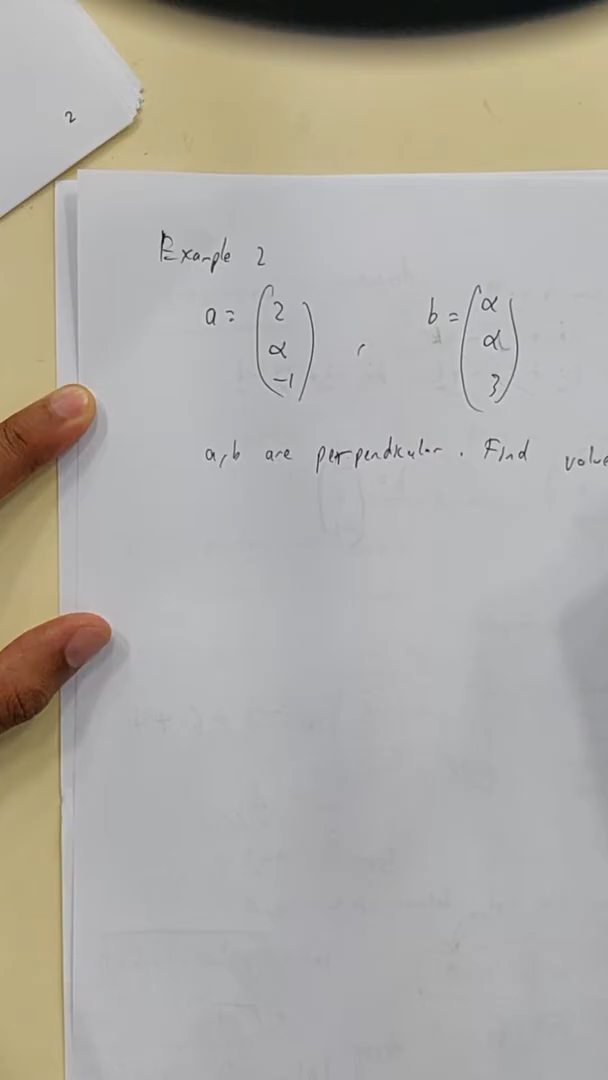 2
Example 2
a = (2 α -1) , b = (α α 3)
a, b are perpendicular. Find